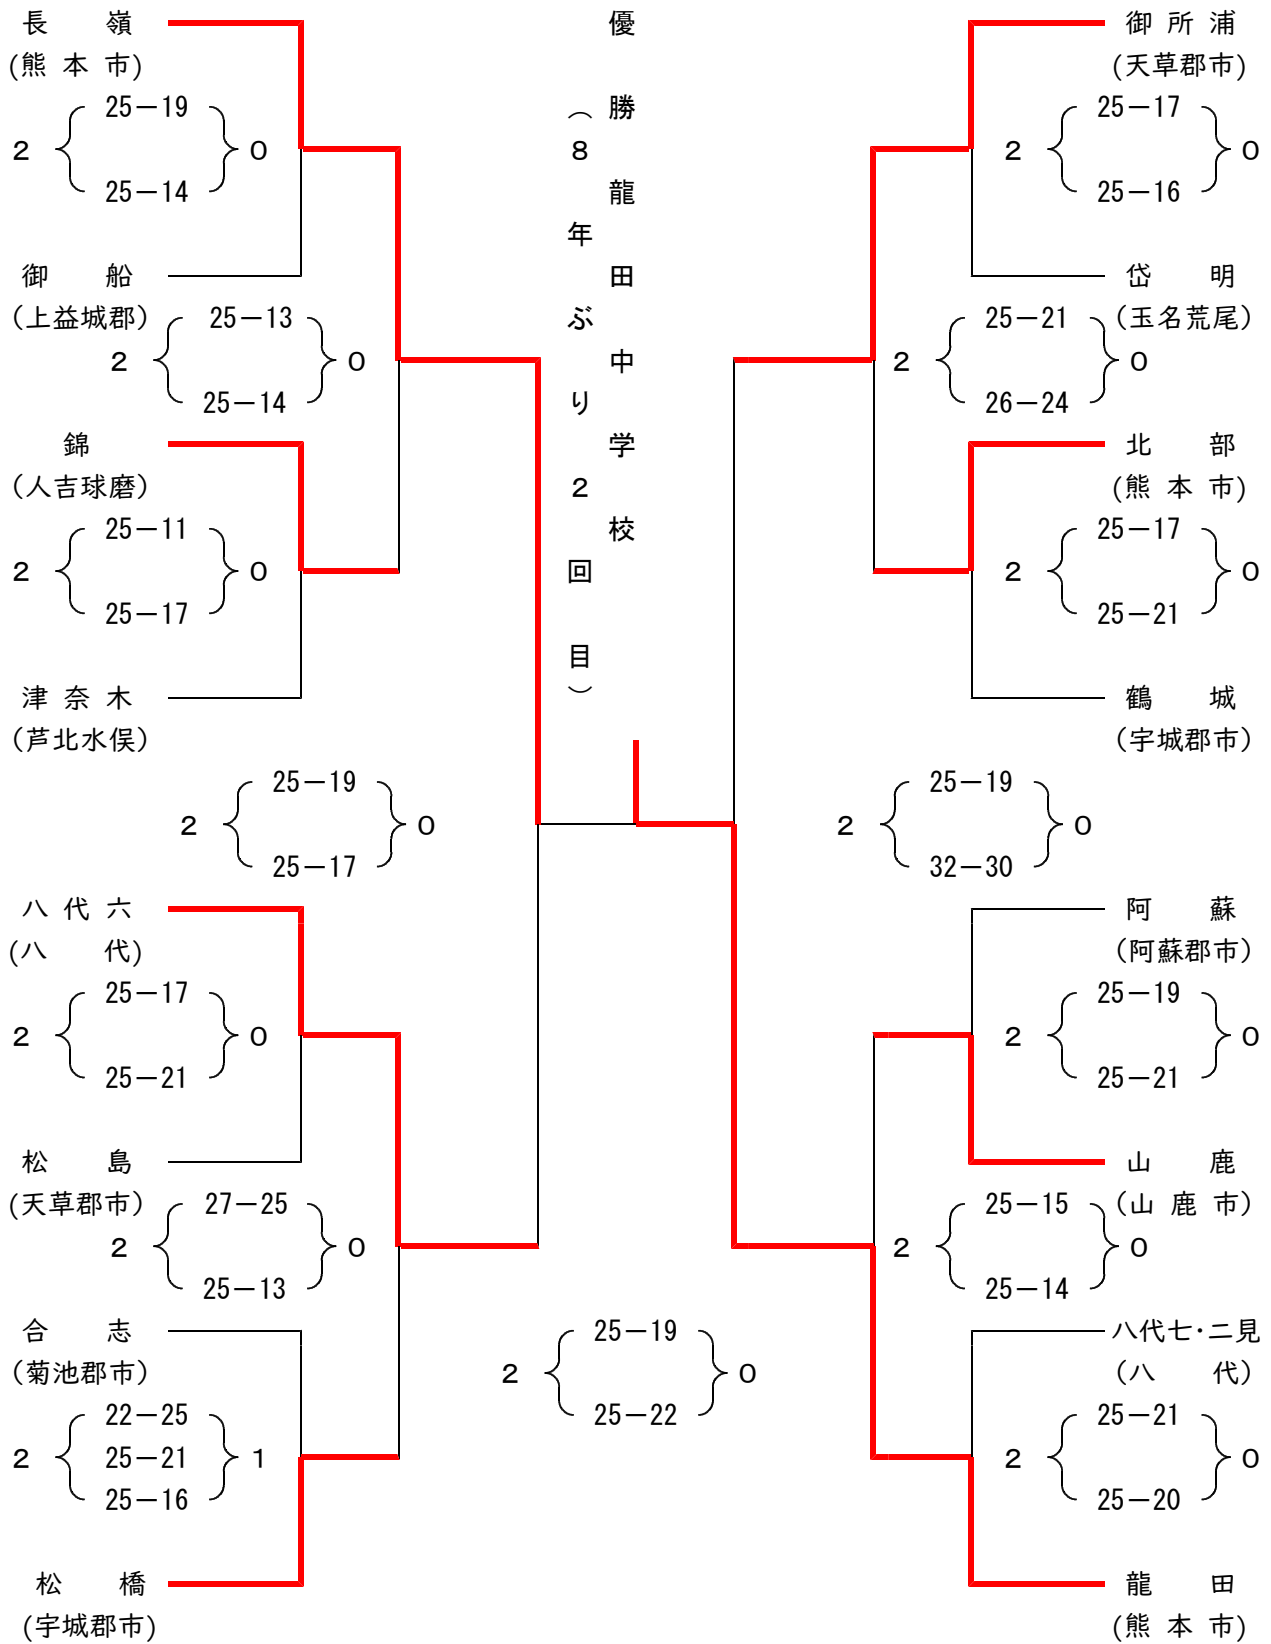 優勝 龍田中学校
（8年ぶり2回目）
長嶺
(熊本市)
2 25－19 0
25－14
御船
(上益城郡)
2 25－13 0
25－14
錦
(人吉球磨)
2 25－11 0
25－17
津奈木
(芦北水俣)
2 25－19 0
25－17
八代六
(八代)
2 25－17 0
25－21
松島
(天草郡市)
2 27－25 0
25－13
合志
(菊池郡市)
22－25
2 25－21 1
25－16
松橋
(宇城郡市)
2 25－19 0
25－22
御所浦
(天草郡市)
2 25－17 0
25－16
岱明
(玉名荒尾)
2 25－21 0
26－24
北部
(熊本市)
2 25－17 0
25－21
鶴城
(宇城郡市)
2 25－19 0
32－30
阿蘇
(阿蘇郡市)
2 25－19 0
25－21
山鹿
(山鹿市)
2 25－15 0
25－14
八代七・二見
(八代)
2 25－21 0
25－20
龍田
(熊本市)